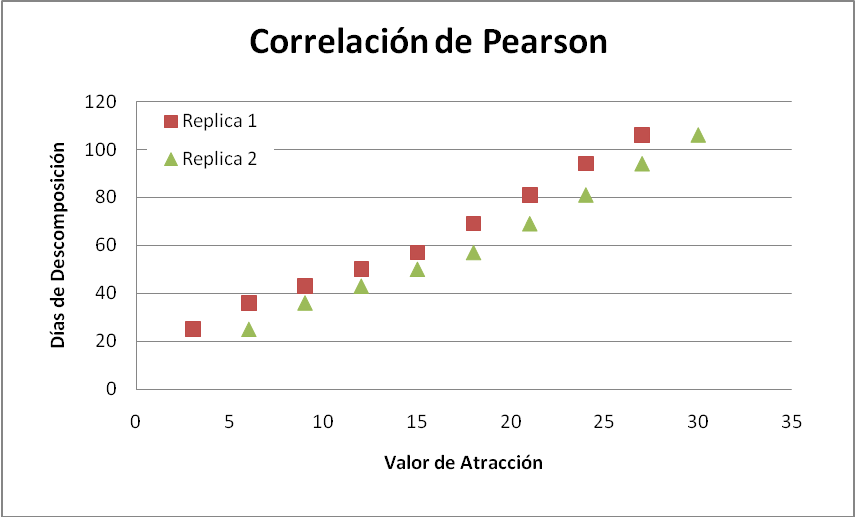 Correlación de Pearson
120
100
80
60
40
20
0
Replica 1
Replica 2
Días de Descomposición
0 5 10 15 20 25 30 35
Valor de Atracción